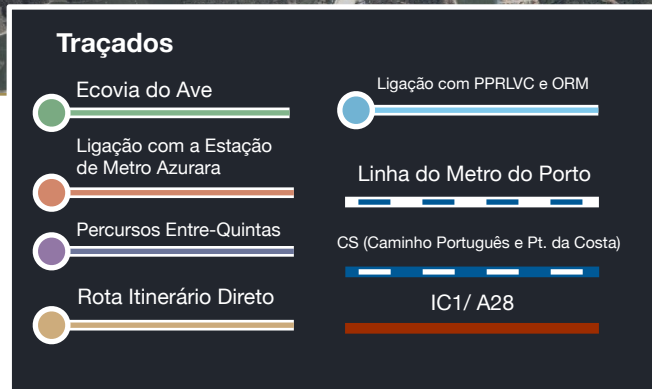 Traçados
Ecovia do Ave
Ligação com a Estação
de Metro Azurara
Percursos Entre-Quintas
Rota Itinerário Direto
Ligação com PPRLVC e ORM
Linha do Metro do Porto
CS (Caminho Português e Pt. da Costa)
IC1/ A28